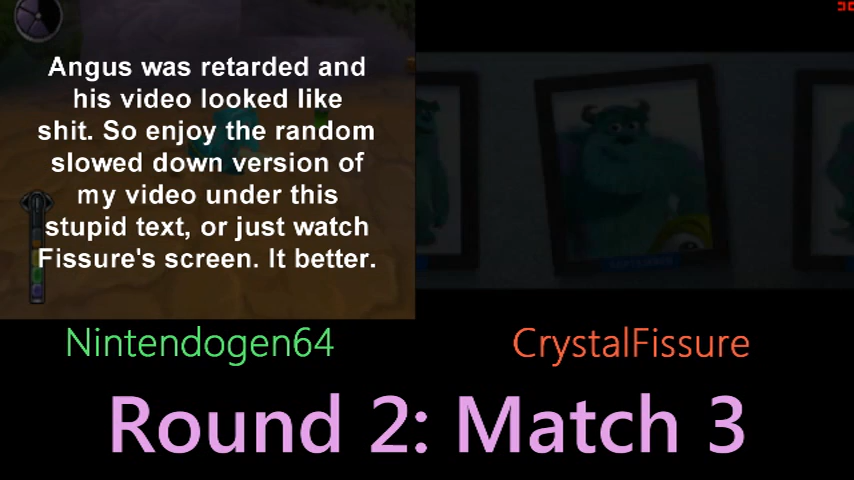 Angus was retarded and
his video looked like
shit. So enjoy the random
slowed down version of
my video under this
stupid text, or just watch
Fissure's screen. It better.
Nintendogen64
CrystalFissure
Round 2: Match 3